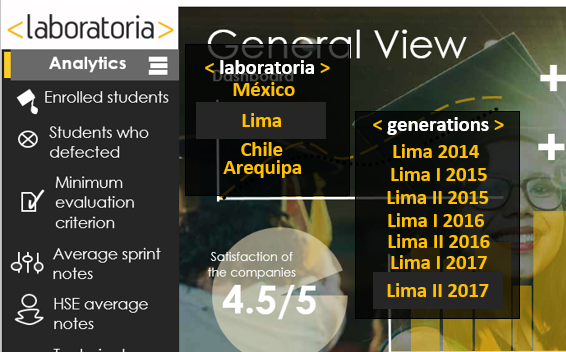 <laboratoria>
Analytics
Enrolled students
Students who
defected
Minimum
evaluation
criterion
Average sprint
notes
HSE average
notes
General View
Dashboard
< laboratoria >
México
Lima
Chile
Arequipa
< generations >
Lima 2014
Lima I 2015
Lima II 2015
Lima I 2016
Lima II 2016
Lima I 2017
Lima II 2017
Satisfaction of
the companies
4.5/5